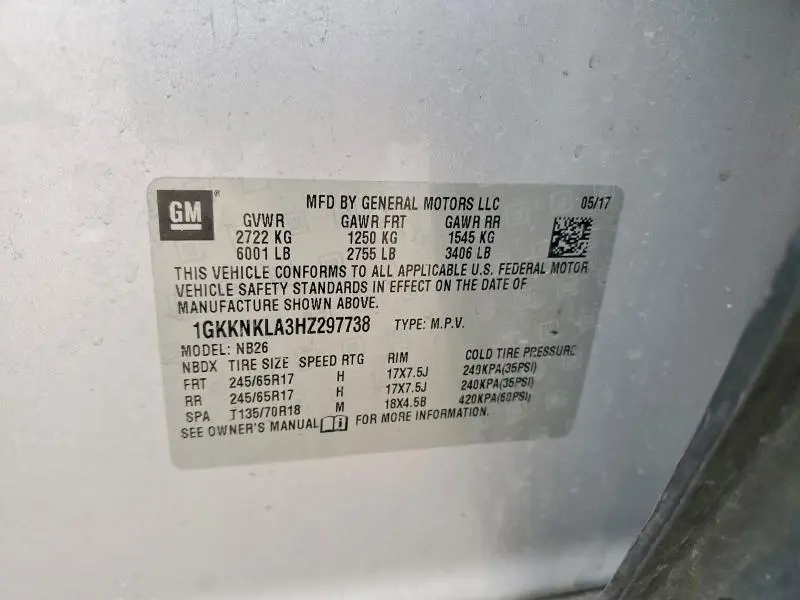 GM ®
MFD BY GENERAL MOTORS LLC 05/17
GVWR GAWR FRT GAWR RR
2722 KG 1250 KG 1545 KG
6001 LB 2755 LB 3406 LB
THIS VEHICLE CONFORMS TO ALL APPLICABLE U.S. FEDERAL MOTOR
VEHICLE SAFETY STANDARDS IN EFFECT ON THE DATE OF
MANUFACTURE SHOWN ABOVE.
1GKKNKLA3HZ297738 TYPE: M.P.V.
MODEL: NB26
NBDX TIRE SIZE SPEED RTG RIM COLD TIRE PRESSURE
FRT 245/65R17 H 17X7.5J 240KPA(35PSI)
RR 245/65R17 H 17X7.5J 240KPA(35PSI)
SPA T135/70R18 M 18X4.5B 420KPA(60PSI)
SEE OWNER'S MANUAL i FOR MORE INFORMATION.